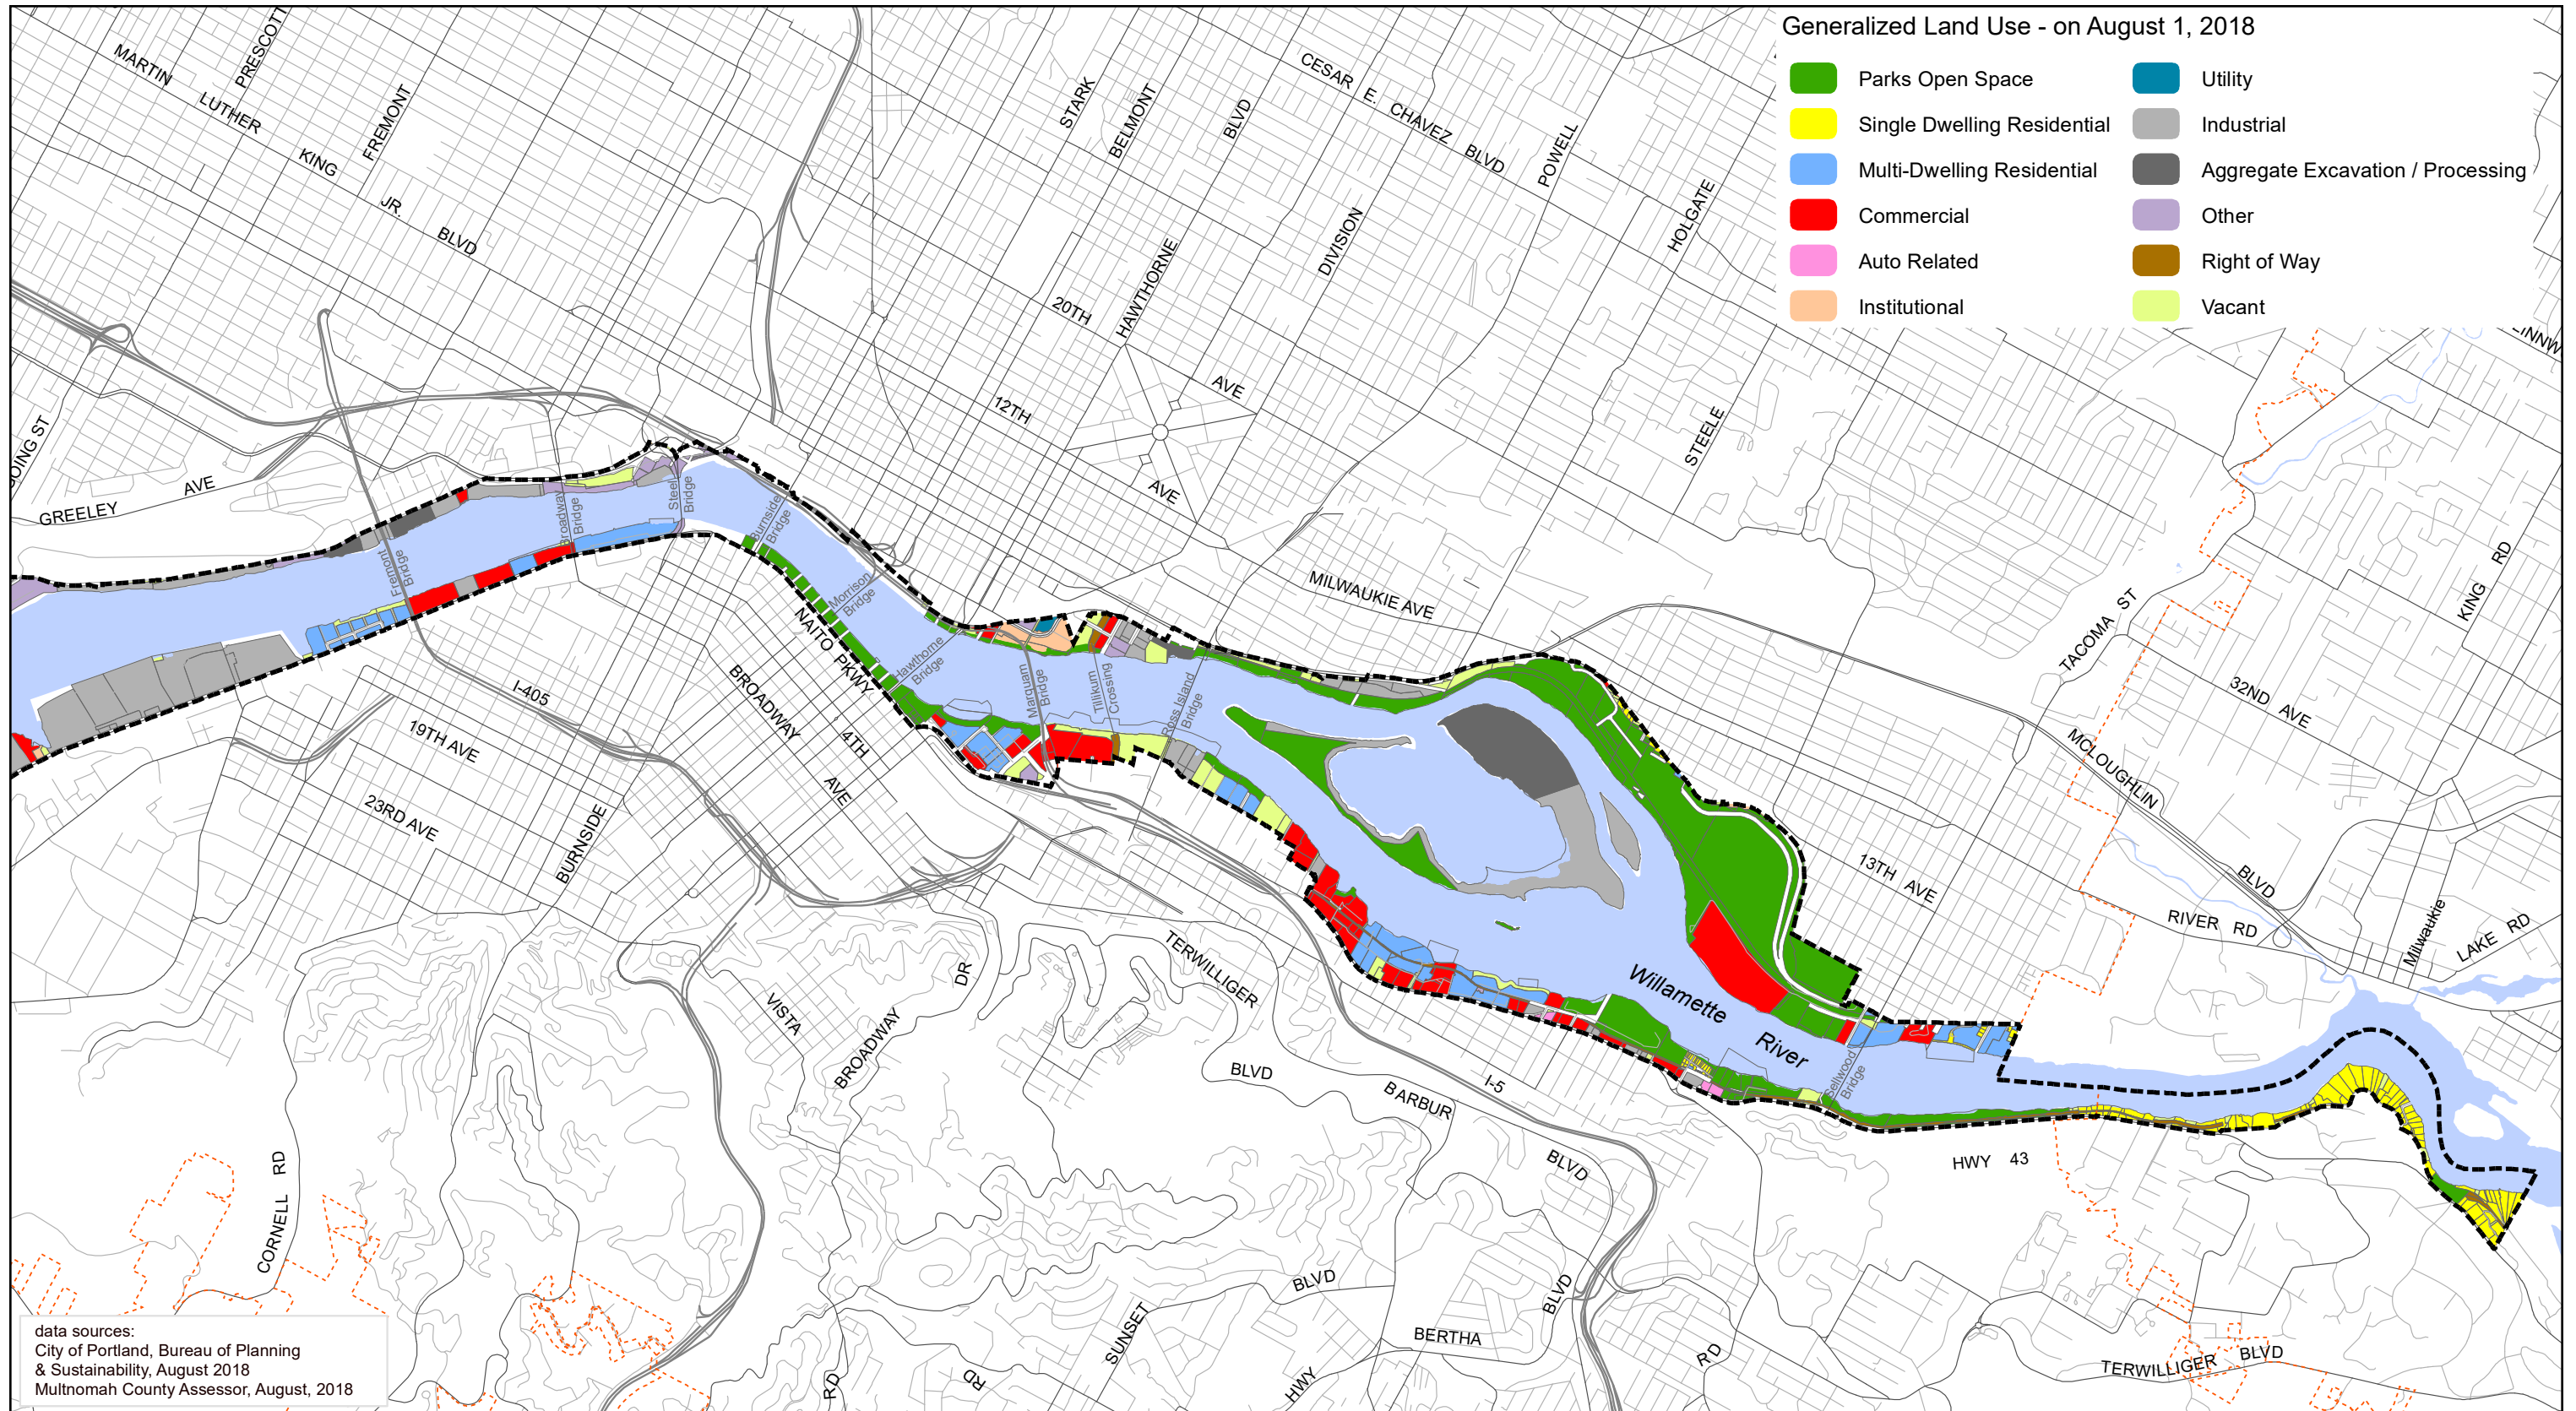 Generalized Land Use - on August 1, 2018
Parks Open Space
Single Dwelling Residential
Multi-Dwelling Residential
Commercial
Auto Related
Institutional
Utility
Industrial
Aggregate Excavation / Processing
Other
Right of Way
Vacant
MARTIN
LUTHER
KING
JR.
BLVD
PRESCOTT
FREMONT
STARK
BELMONT
BLVD
HAWTHORNE
CESAR E. CHAVEZ BLVD
POWELL
DIVISION
HOLGATE
STEELE
20TH
AVE
12TH
AVE
GREELEY AVE
MILWAUKIE AVE
TACOMA ST
KING RD
32ND AVE
MCLOUGHLIN
BLVD
13TH AVE
RIVER RD
Milwaukie
LAKE RD
Fremont
Bridge
Broadway
Bridge
Steel
Bridge
Burnside
Bridge
Morrison
Bridge
Hawthorne
Bridge
Marquam
Bridge
Tilikum
Crossing
Ross Island
Bridge
Sellwood
Bridge
NAITO PKWY
BROADWAY
AVE
4TH
I-405
19TH AVE
23RD AVE
BURNSIDE
Willamette
River
TERWILLIGER
BLVD
BARBUR
BLVD
I-5
HWY 43
VISTA
BROADWAY
DR
CORNELL RD
RD
RD
SUNSET
BLVD
HWY
BERTHA
BLVD
RD
TERWILLIGER BLVD
data sources:
City of Portland, Bureau of Planning
& Sustainability, August 2018
Multnomah County Assessor, August, 2018